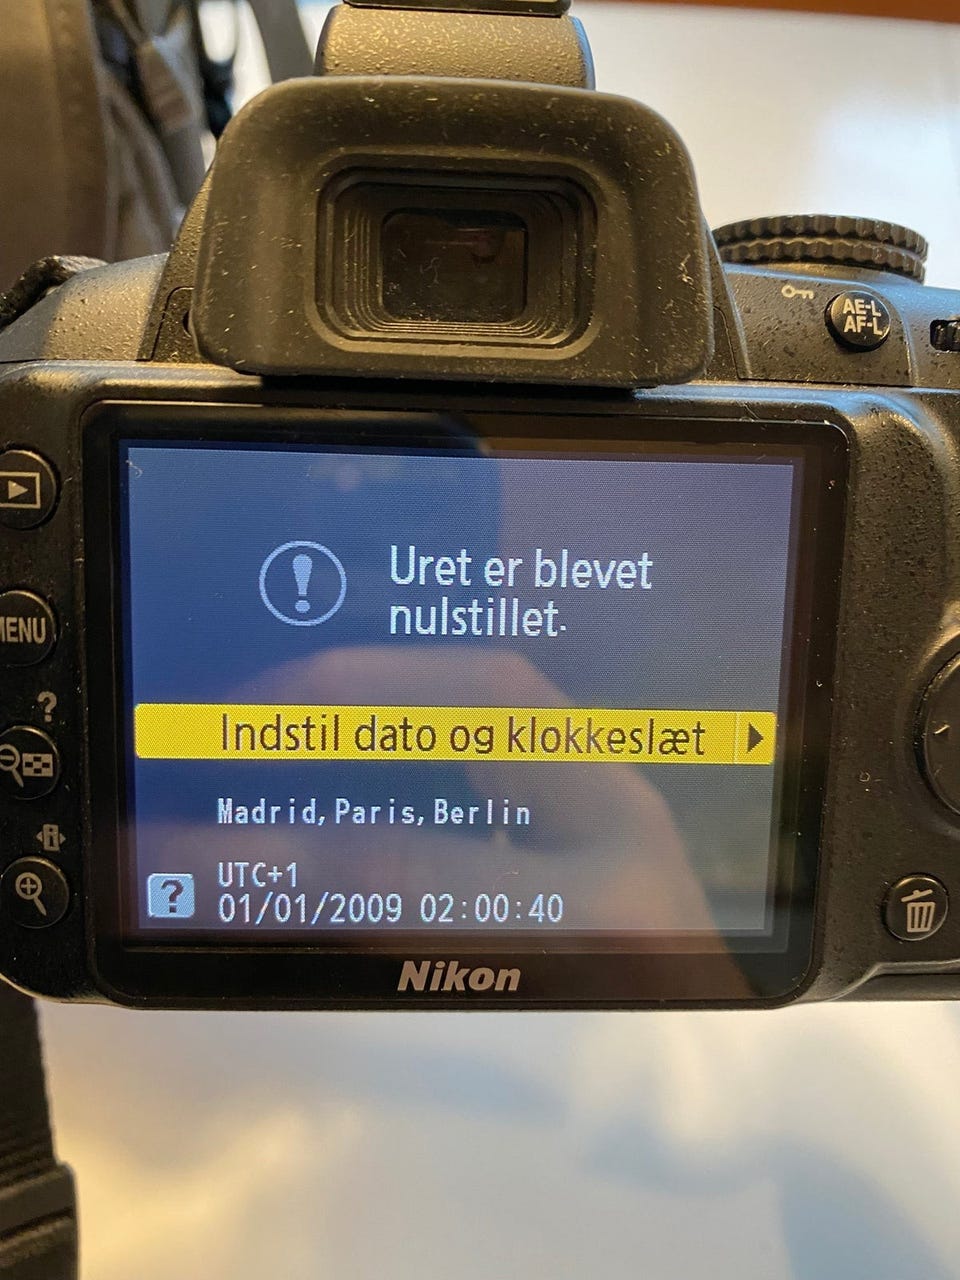 AE-L
AF-L
Uret er blevet
nulstillet.
MENU
?
Indstil dato og klokkeslæt
Madrid, Paris, Berlin
UTC+1
? 01/01/2009 02:00:40
Nikon